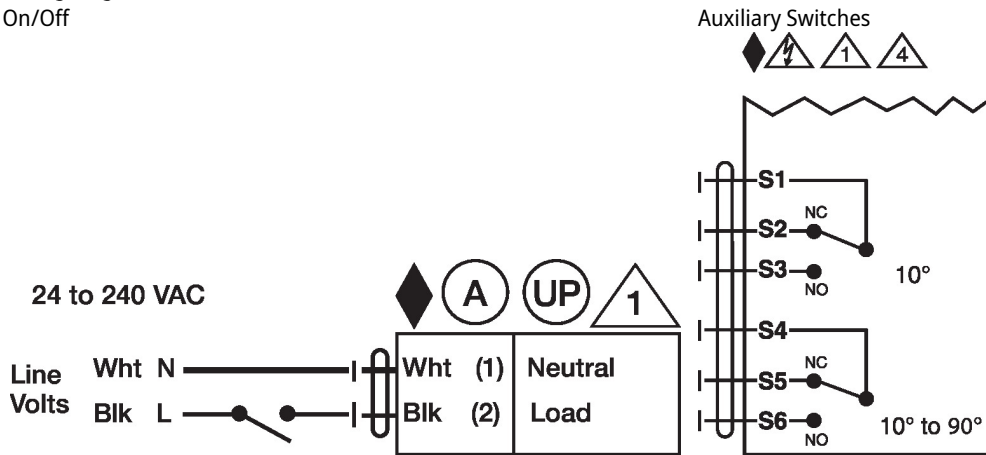 On/Off
Auxiliary Switches
1
4
S1
NC
S2
S3
NO
10°
S4
NC
S5
S6
NO
10° to 90°
24 to 240 VAC
A
UP
1
Line
Volts
Wht N
Wht (1) Neutral
Blk L
Blk (2) Load